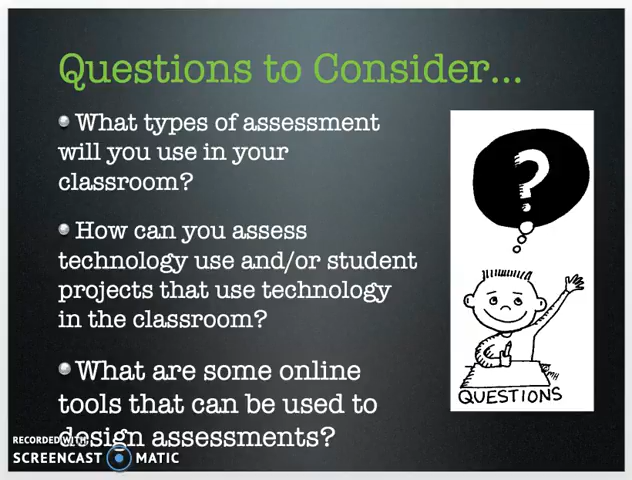 Questions to Consider...
What types of assessment
will you use in your
classroom?
How can you assess
technology use and/or student
projects that use technology
in the classroom?
What are some online
tools that can be used to
design assessments?
?
QUESTIONS
MH
RECORDED WITH
SCREENCAST MATIC